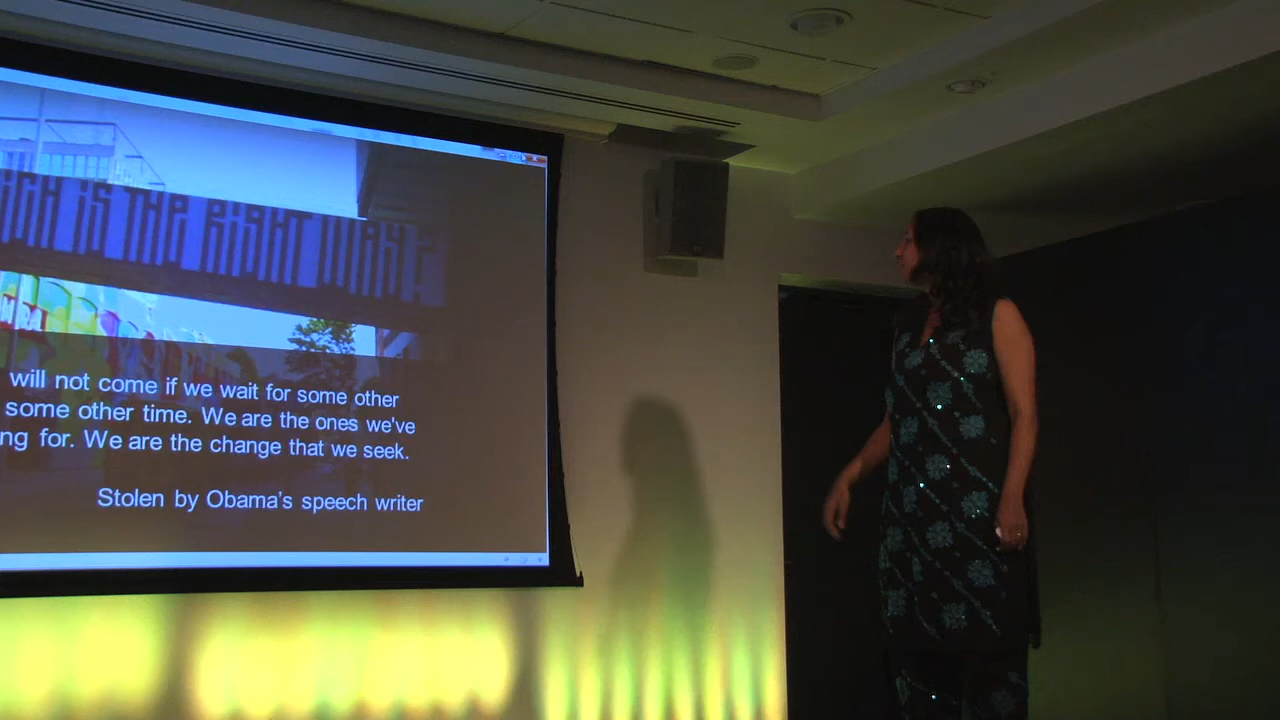 IS THE RIGHT WAY?
will not come if we wait for some other
some other time. We are the ones we've
ng for. We are the change that we seek.
Stolen by Obama's speech writer